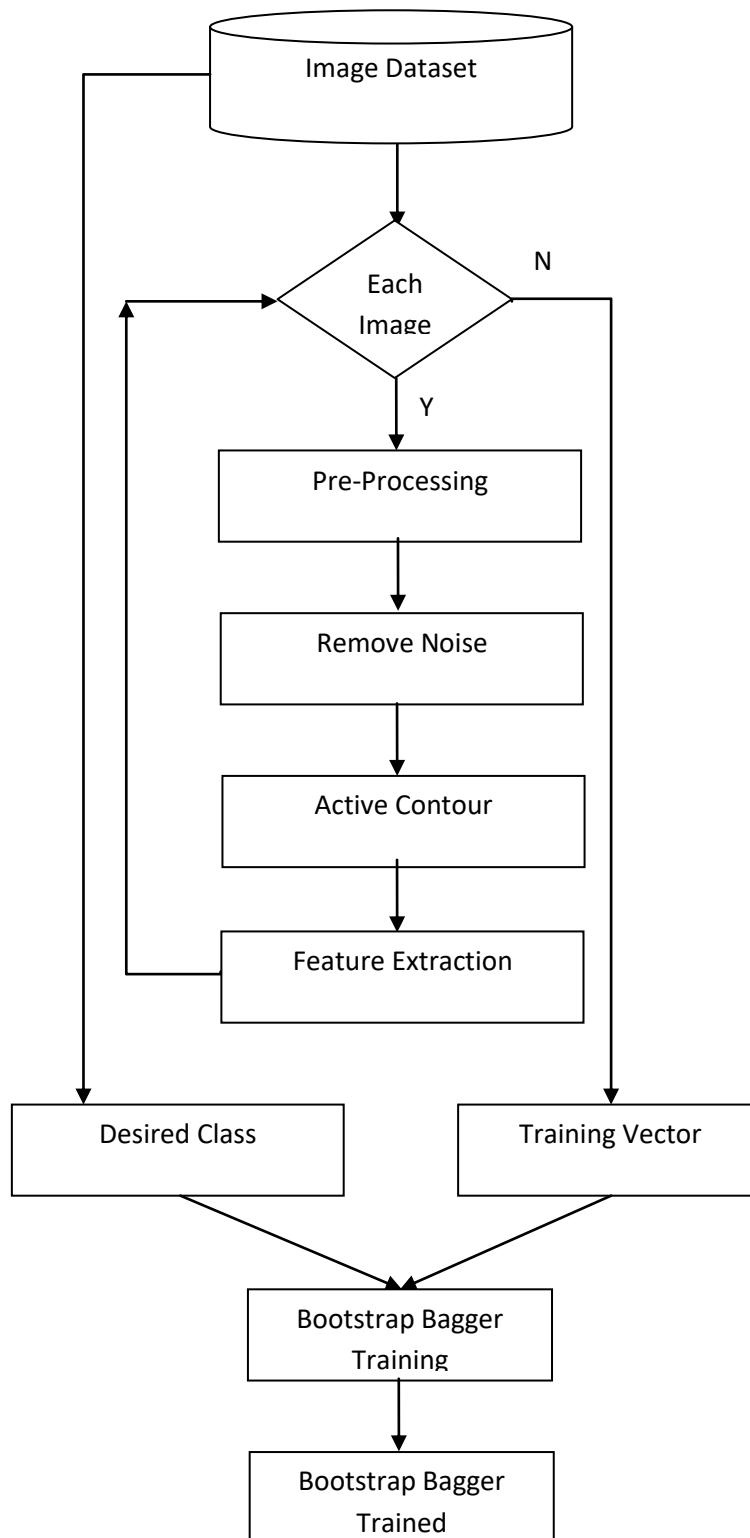 Image Dataset
N
Each
Image
Y
Pre-Processing
Remove Noise
Active Contour
Feature Extraction
Desired Class
Training Vector
Bootstrap Bagger
Training
Bootstrap Bagger
Trained